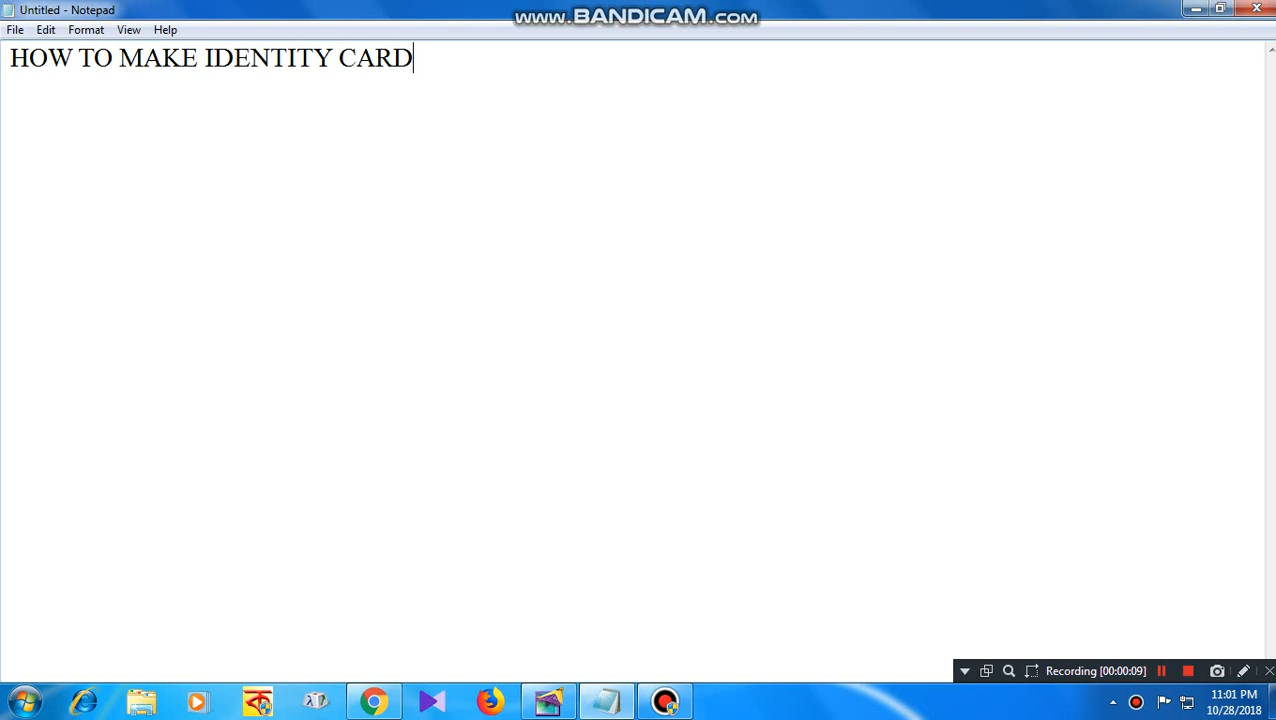 Untitled - Notepad
www.BANDICAM.com
File Edit Format View Help
HOW TO MAKE IDENTITY CARD
Recording [00:00:09]
11:01 PM
10/28/2018